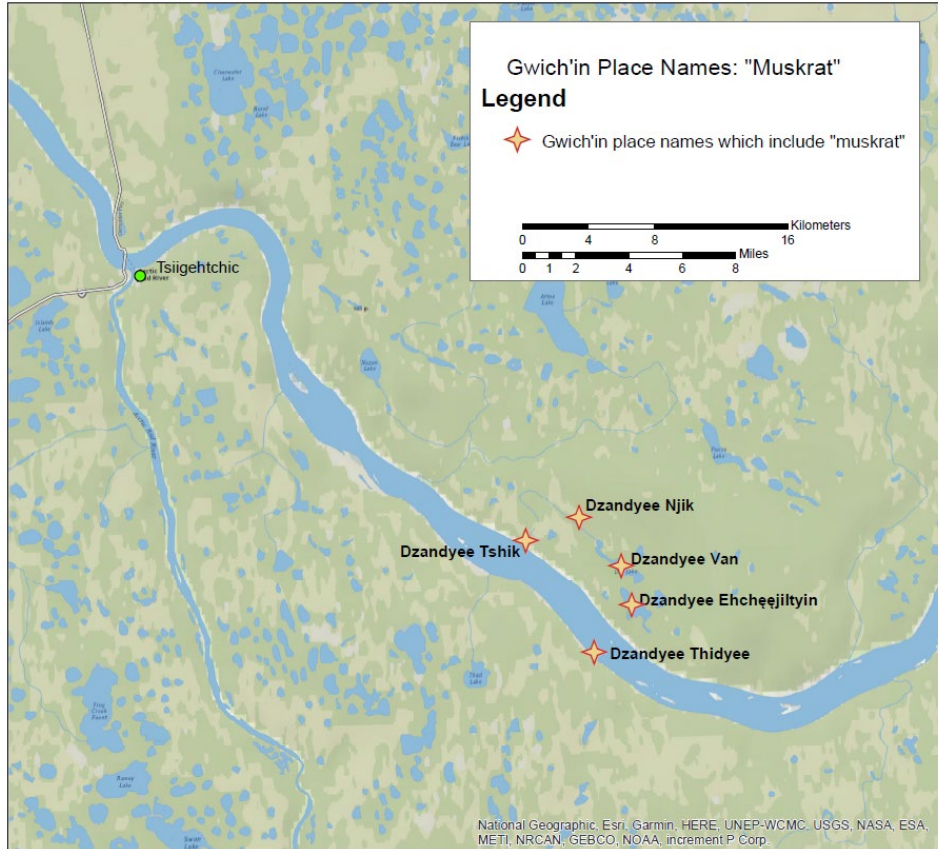 Gwich'in Place Names: "Muskrat"
Legend
Gwich'in place names which include "muskrat"
Kilometers
0 4 8 16
Miles
0 1 2 4 6 8
Clearwater
Lake
Tsiigehtchic
Dzandyee Njik
Dzandyee Tshik
Dzandyee Van
Dzandyee Ehchęęjiltyin
Dzandyee Thidyee
National Geographic, Esri, Garmin, HERE, UNEP-WCMC, USGS, NASA, ESA,
METI, NRCAN, GEBCO, NOAA, increment P Corp.